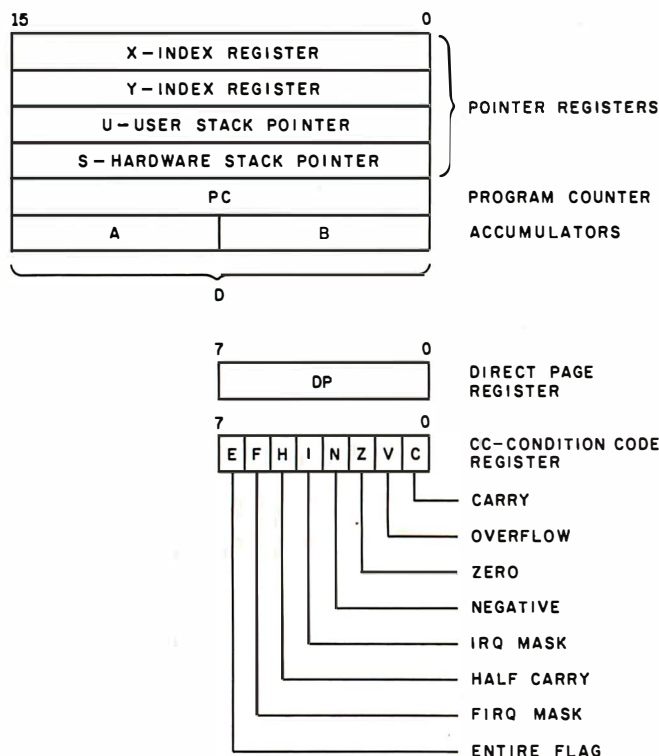 15 0
X-INDEX REGISTER
Y-INDEX REGISTER
U-USER STACK POINTER
S-HARDWARE STACK POINTER
POINTER REGISTERS
PC
PROGRAM COUNTER
A B
ACCUMULATORS
D
7 0
DP
DIRECT PAGE
REGISTER
7 0
E F H I N Z V C
CC-CONDITION CODE
REGISTER
CARRY
OVERFLOW
ZERO
NEGATIVE
IRQ MASK
HALF CARRY
FIRQ MASK
ENTIRE FLAG